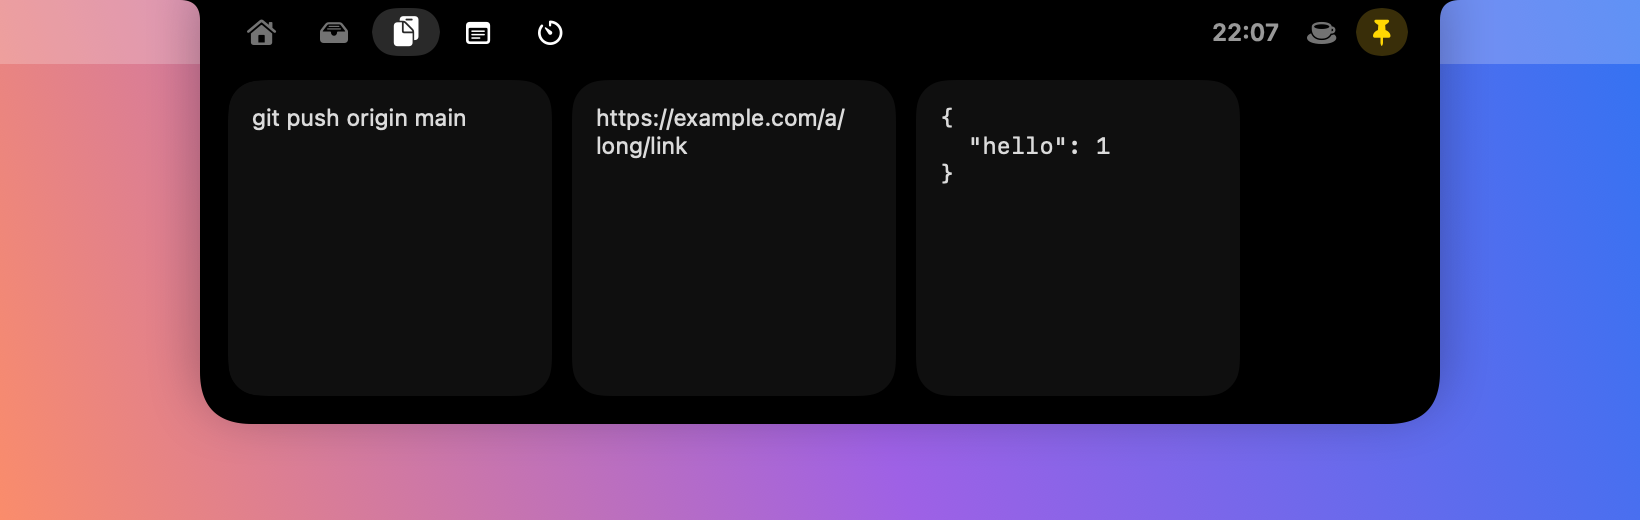 22:07
git push origin main
https://example.com/a/
long/link
{
  "hello": 1
}